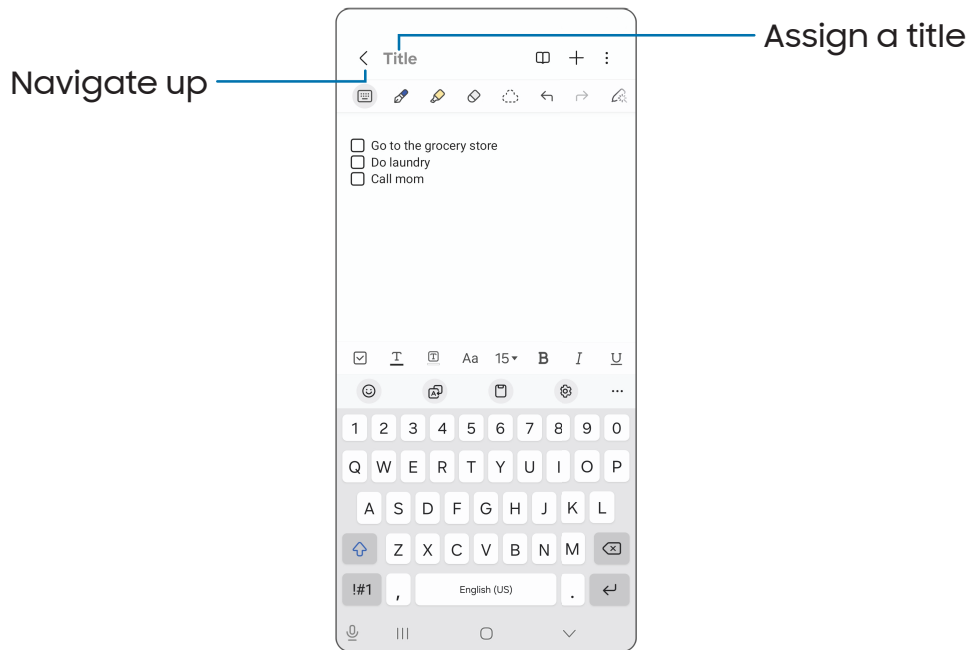 Assign a title
Title
Navigate up
Go to the grocery store
Do laundry
Call mom
T T Aa 15 B I U
1 2 3 4 5 6 7 8 9 0
Q W E R T Y U I O P
A S D F G H J K L
Z X C V B N M
!#1 , English (US) .